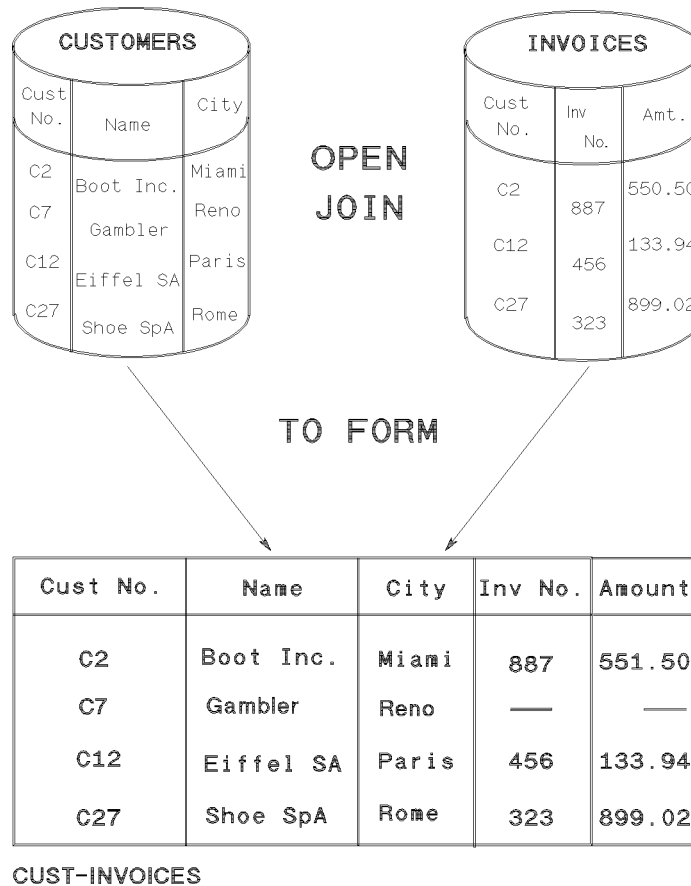 CUSTOMERS
Cust No. Name City
C2 Boot Inc. Miami
C7 Gambler Reno
C12 Eiffel SA Paris
C27 Shoe SpA Rome
OPEN
JOIN
INVOICES
Cust No. Inv No. Amt.
C2 887 550.50
C12 456 133.94
C27 323 899.02
TO FORM
Cust No. Name City Inv No. Amount
C2 Boot Inc. Miami 887 551.50
C7 Gambler Reno — —
C12 Eiffel SA Paris 456 133.94
C27 Shoe SpA Rome 323 899.02
CUST-INVOICES